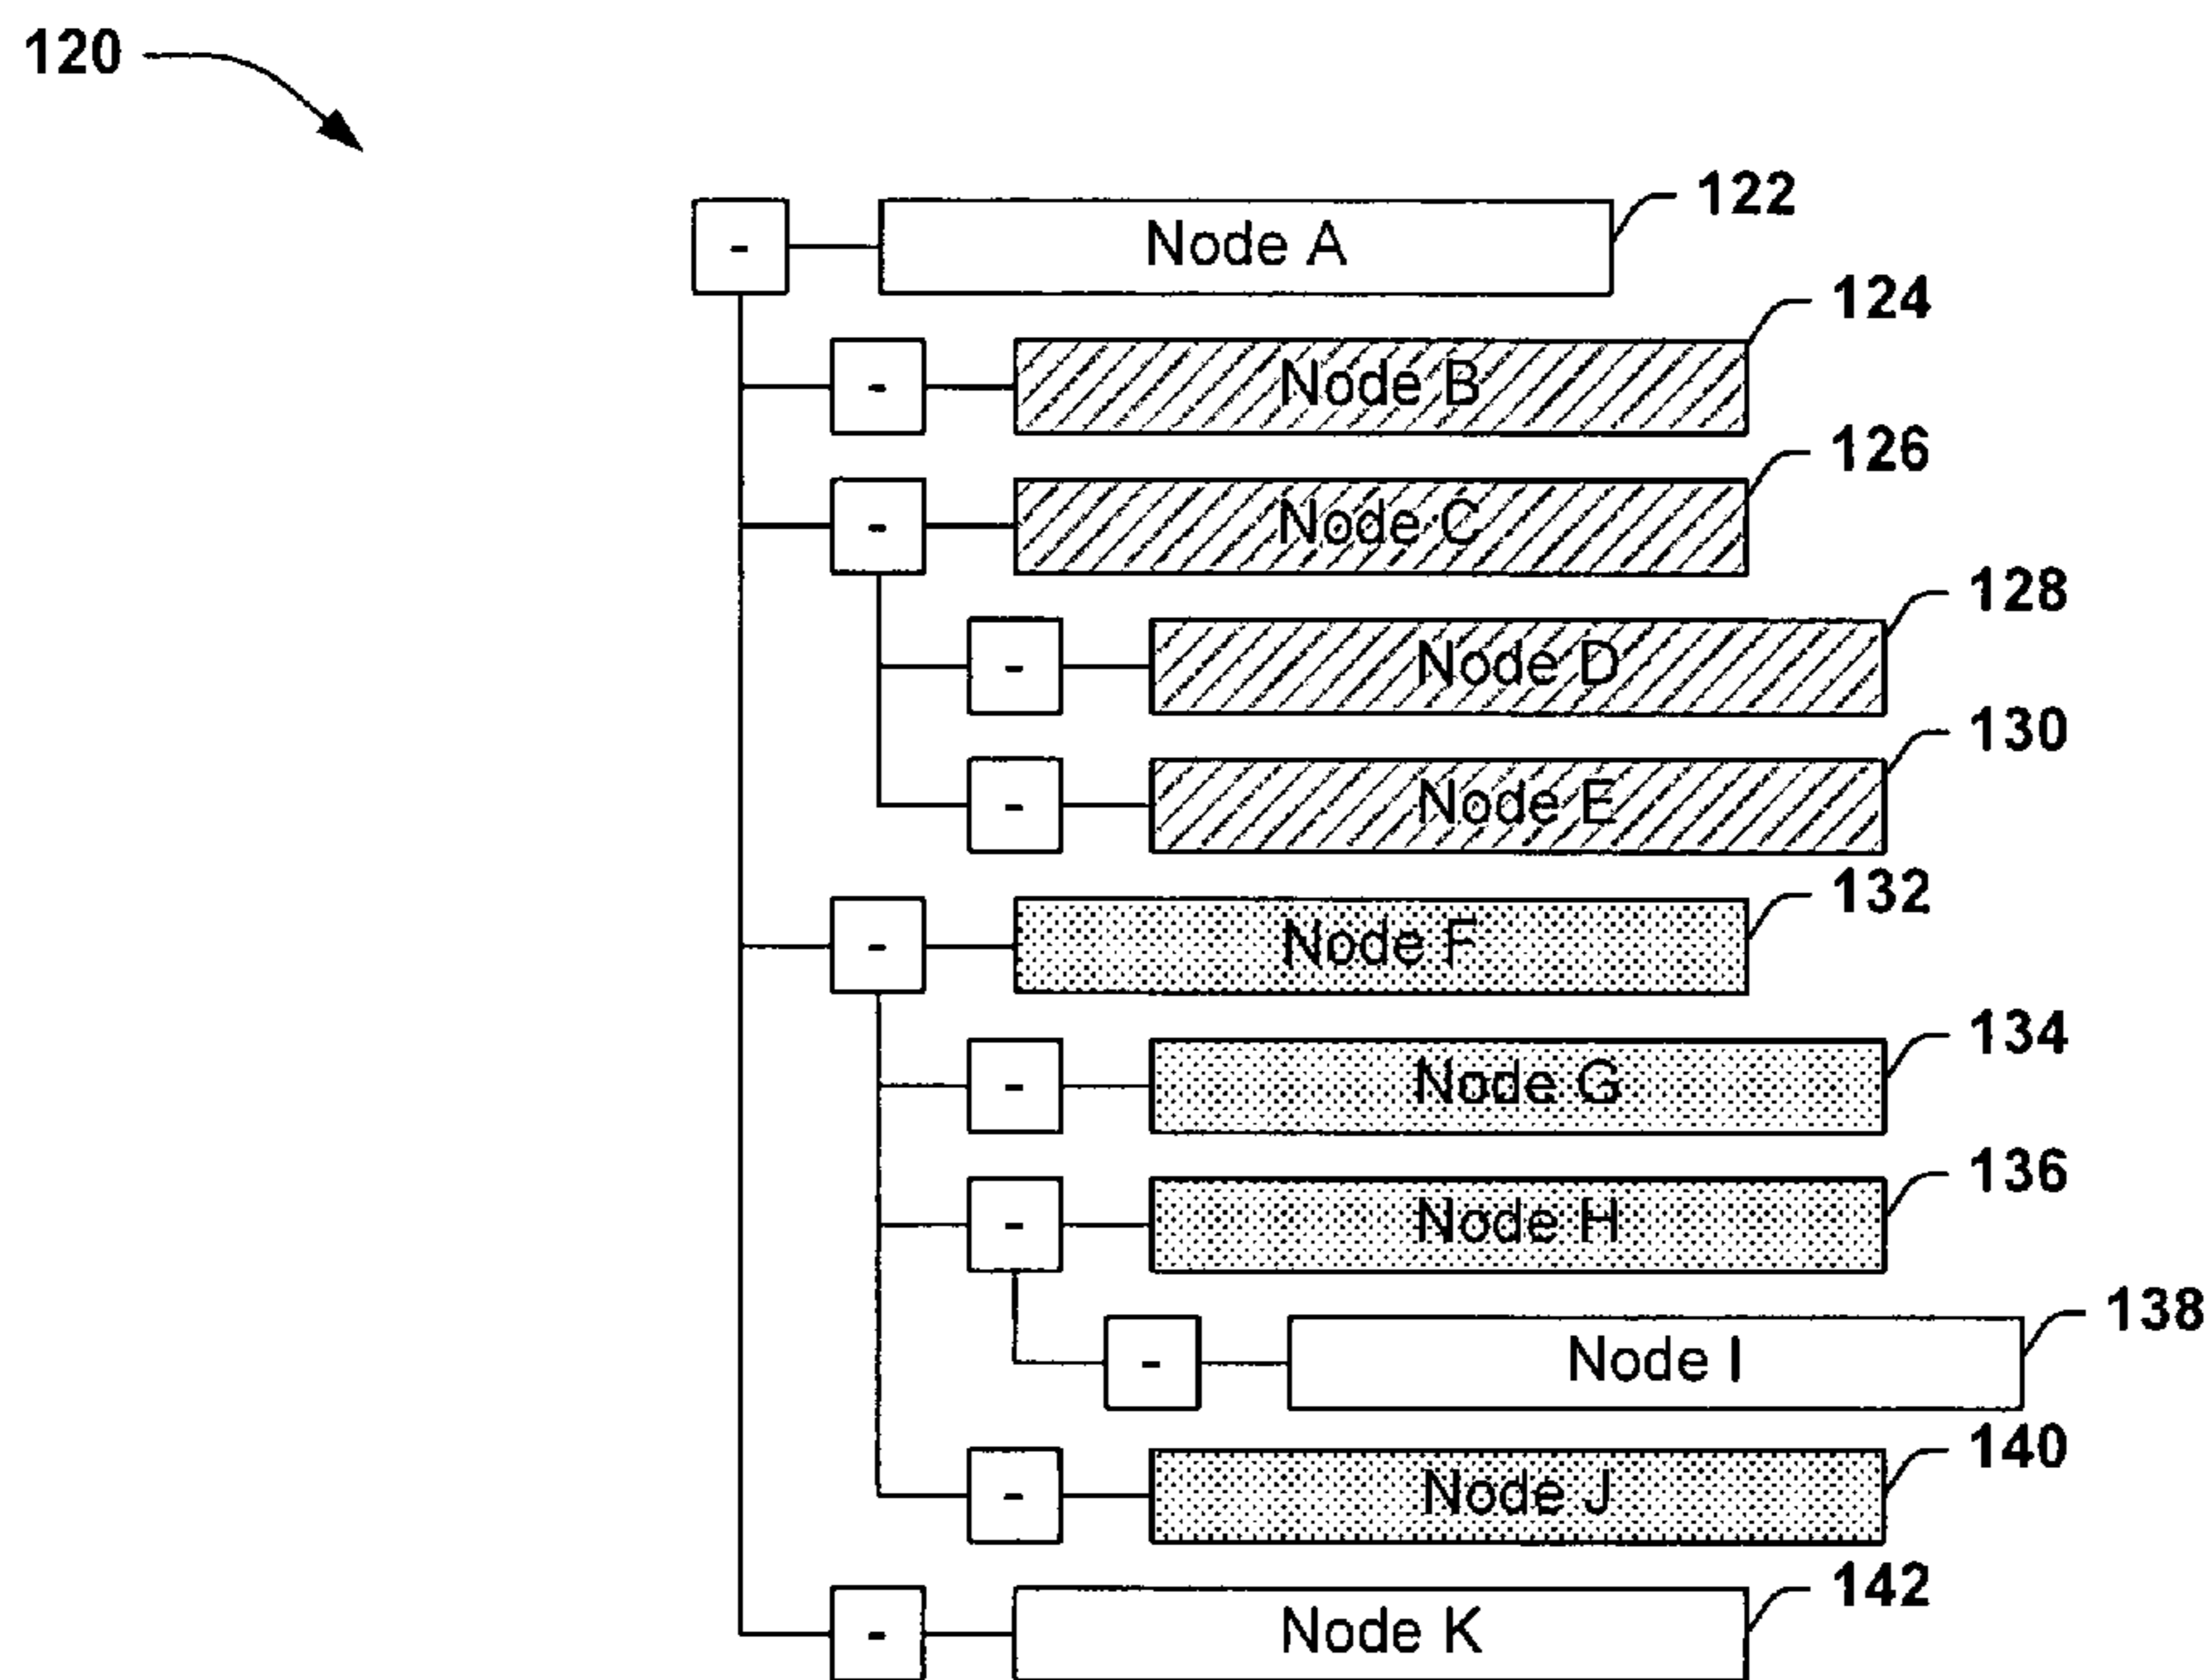 120
- Node A 122
- Node B 124
- Node C 126
- Node D 128
- Node E 130
- Node F 132
- Node G 134
- Node H 136
- Node I 138
- Node J 140
- Node K 142